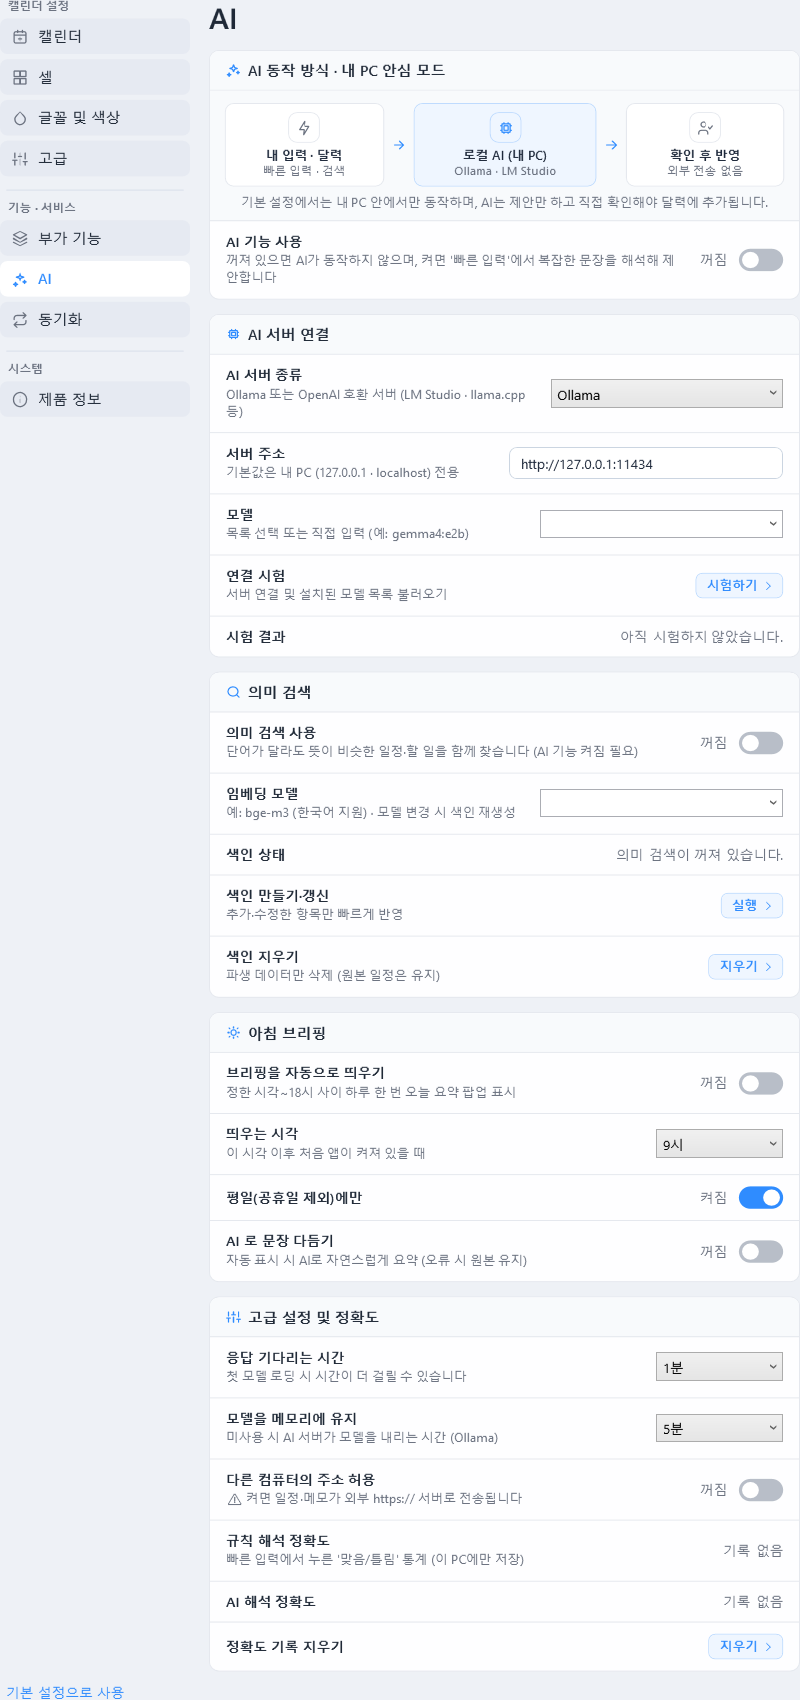 캘린더 설정
캘린더
셀
글꼴 및 색상
고급
기능 · 서비스
부가 기능
AI
동기화
시스템
제품 정보
기본 설정으로 사용
AI
AI 동작 방식 · 내 PC 안심 모드
내 입력 · 달력
빠른 입력 · 검색
로컬 AI (내 PC)
Ollama · LM Studio
확인 후 반영
외부 전송 없음
기본 설정에서는 내 PC 안에서만 동작하며, AI는 제안만 하고 직접 확인해야 달력에 추가됩니다.
AI 기능 사용
꺼져 있으면 AI가 동작하지 않으며, 켜면 '빠른 입력'에서 복잡한 문장을 해석해 제
안합니다
꺼짐
AI 서버 연결
AI 서버 종류
Ollama 또는 OpenAI 호환 서버 (LM Studio · llama.cpp
등)
Ollama
서버 주소
기본값은 내 PC (127.0.0.1 · localhost) 전용
http://127.0.0.1:11434
모델
목록 선택 또는 직접 입력 (예: gemma4:e2b)
연결 시험
서버 연결 및 설치된 모델 목록 불러오기
시험하기
시험 결과
아직 시험하지 않았습니다.
의미 검색
의미 검색 사용
단어가 달라도 뜻이 비슷한 일정·할 일을 함께 찾습니다 (AI 기능 켜짐 필요)
꺼짐
임베딩 모델
예: bge-m3 (한국어 지원) · 모델 변경 시 색인 재생성
색인 상태
의미 검색이 꺼져 있습니다.
색인 만들기·갱신
추가·수정한 항목만 빠르게 반영
실행
색인 지우기
파생 데이터만 삭제 (원본 일정은 유지)
지우기
아침 브리핑
브리핑을 자동으로 띄우기
정한 시각~18시 사이 하루 한 번 오늘 요약 팝업 표시
꺼짐
띄우는 시각
이 시각 이후 처음 앱이 켜져 있을 때
9시
평일(공휴일 제외)에만
켜짐
AI 로 문장 다듬기
자동 표시 시 AI로 자연스럽게 요약 (오류 시 원본 유지)
꺼짐
고급 설정 및 정확도
응답 기다리는 시간
첫 모델 로딩 시 시간이 더 걸릴 수 있습니다
1분
모델을 메모리에 유지
미사용 시 AI 서버가 모델을 내리는 시간 (Ollama)
5분
다른 컴퓨터의 주소 허용
⚠ 켜면 일정·메모가 외부 https:// 서버로 전송됩니다
꺼짐
규칙 해석 정확도
빠른 입력에서 누른 '맞음/틀림' 통계 (이 PC에만 저장)
기록 없음
AI 해석 정확도
기록 없음
정확도 기록 지우기
지우기